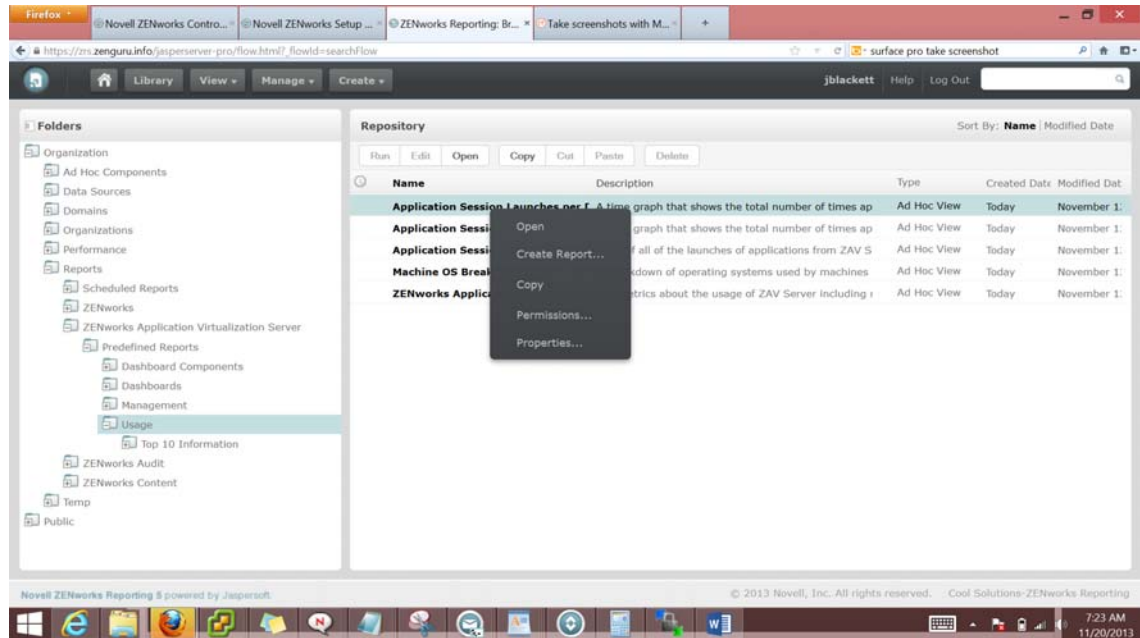 Firefox
Novell ZENworks Contro...
Novell ZENworks Setup ...
ZENworks Reporting: Br...
Take screenshots with M...
https://zrs.zenguru.info/jasperserver-pro/flow.html?_flowId=searchFlow
surface pro take screenshot
Library View Manage Create
jblackett Help Log Out
Folders
Organization
Ad Hoc Components
Data Sources
Domains
Organizations
Performance
Reports
Scheduled Reports
ZENworks
ZENworks Application Virtualization Server
Predefined Reports
Dashboard Components
Dashboards
Management
Usage
Top 10 Information
ZENworks Audit
ZENworks Content
Temp
Public
Repository
Sort By: Name Modified Date
Run Edit Open Copy Cut Paste Delete
Name Description Type Created Date Modified Dat
Application Session Launches per A time graph that shows the total number of times ap Ad Hoc View Today November 1
Application Sessi graph that shows the total number of times ap Ad Hoc View Today November 1
Application Sessi f all of the launches of applications from ZAV S Ad Hoc View Today November 1
Machine OS Break kdown of operating systems used by machines Ad Hoc View Today November 1
ZENworks Applica etrics about the usage of ZAV Server including Ad Hoc View Today November 1
Open
Create Report...
Copy
Permissions...
Properties...
Novell ZENworks Reporting 5 powered by Jaspersoft
© 2013 Novell, Inc. All rights reserved. Cool Solutions-ZENworks Reporting
7:23 AM
11/20/2013